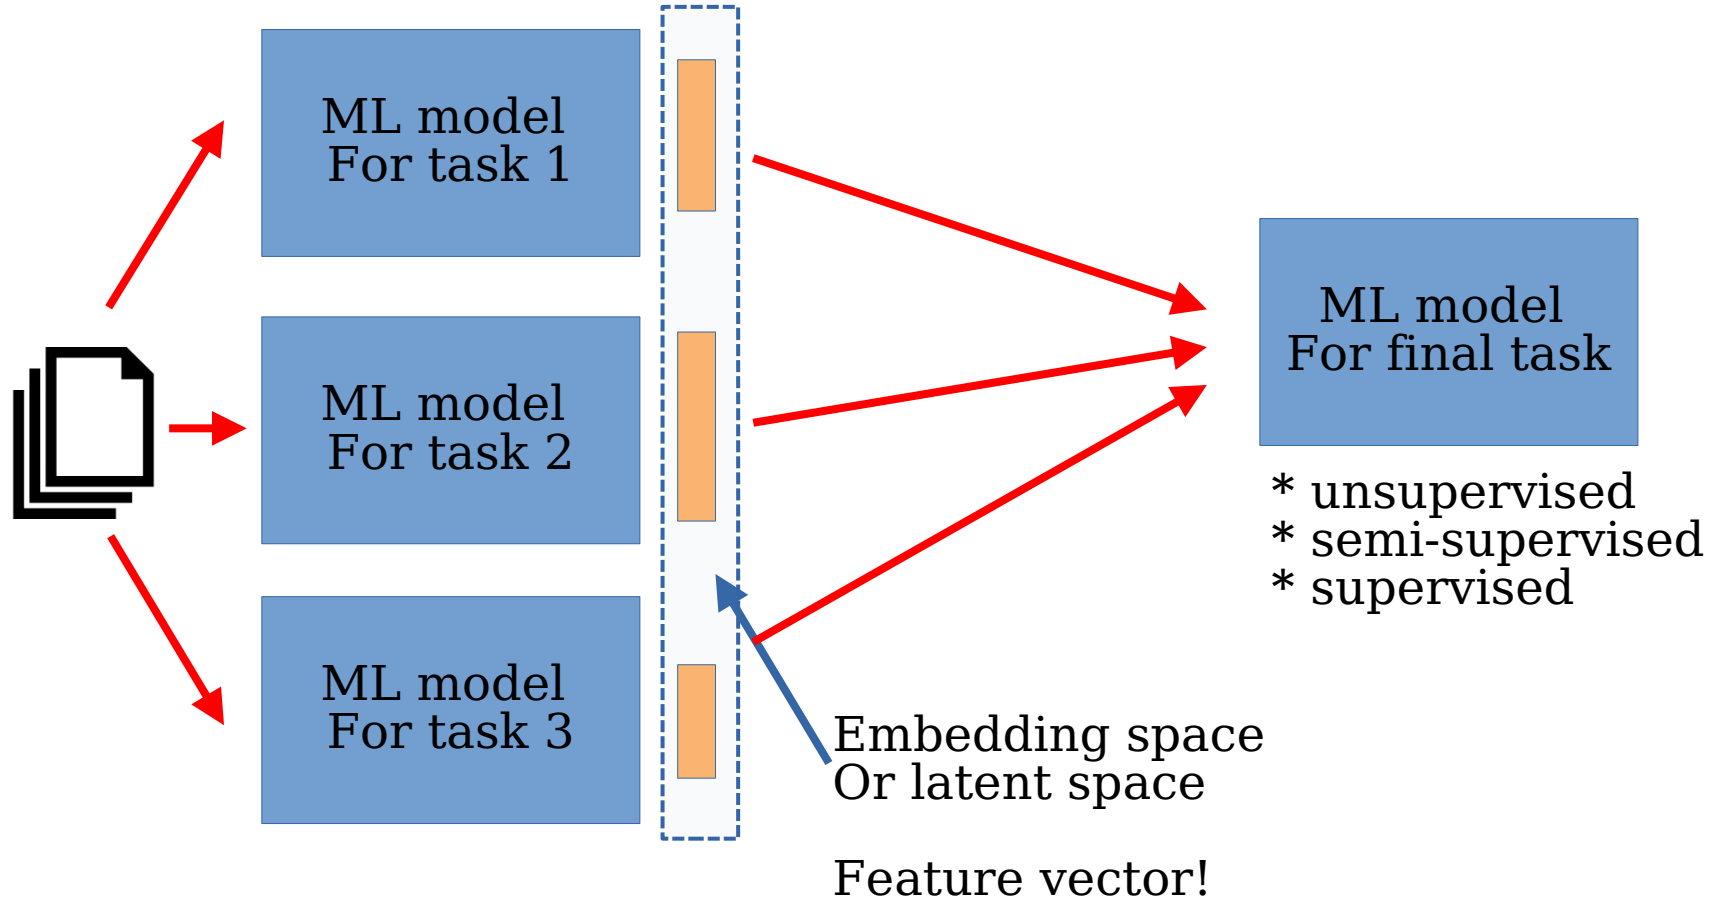 ML model
For task 1
ML model
For task 2
ML model
For task 3
Embedding space
Or latent space
Feature vector!
ML model
For final task
* unsupervised
* semi-supervised
* supervised